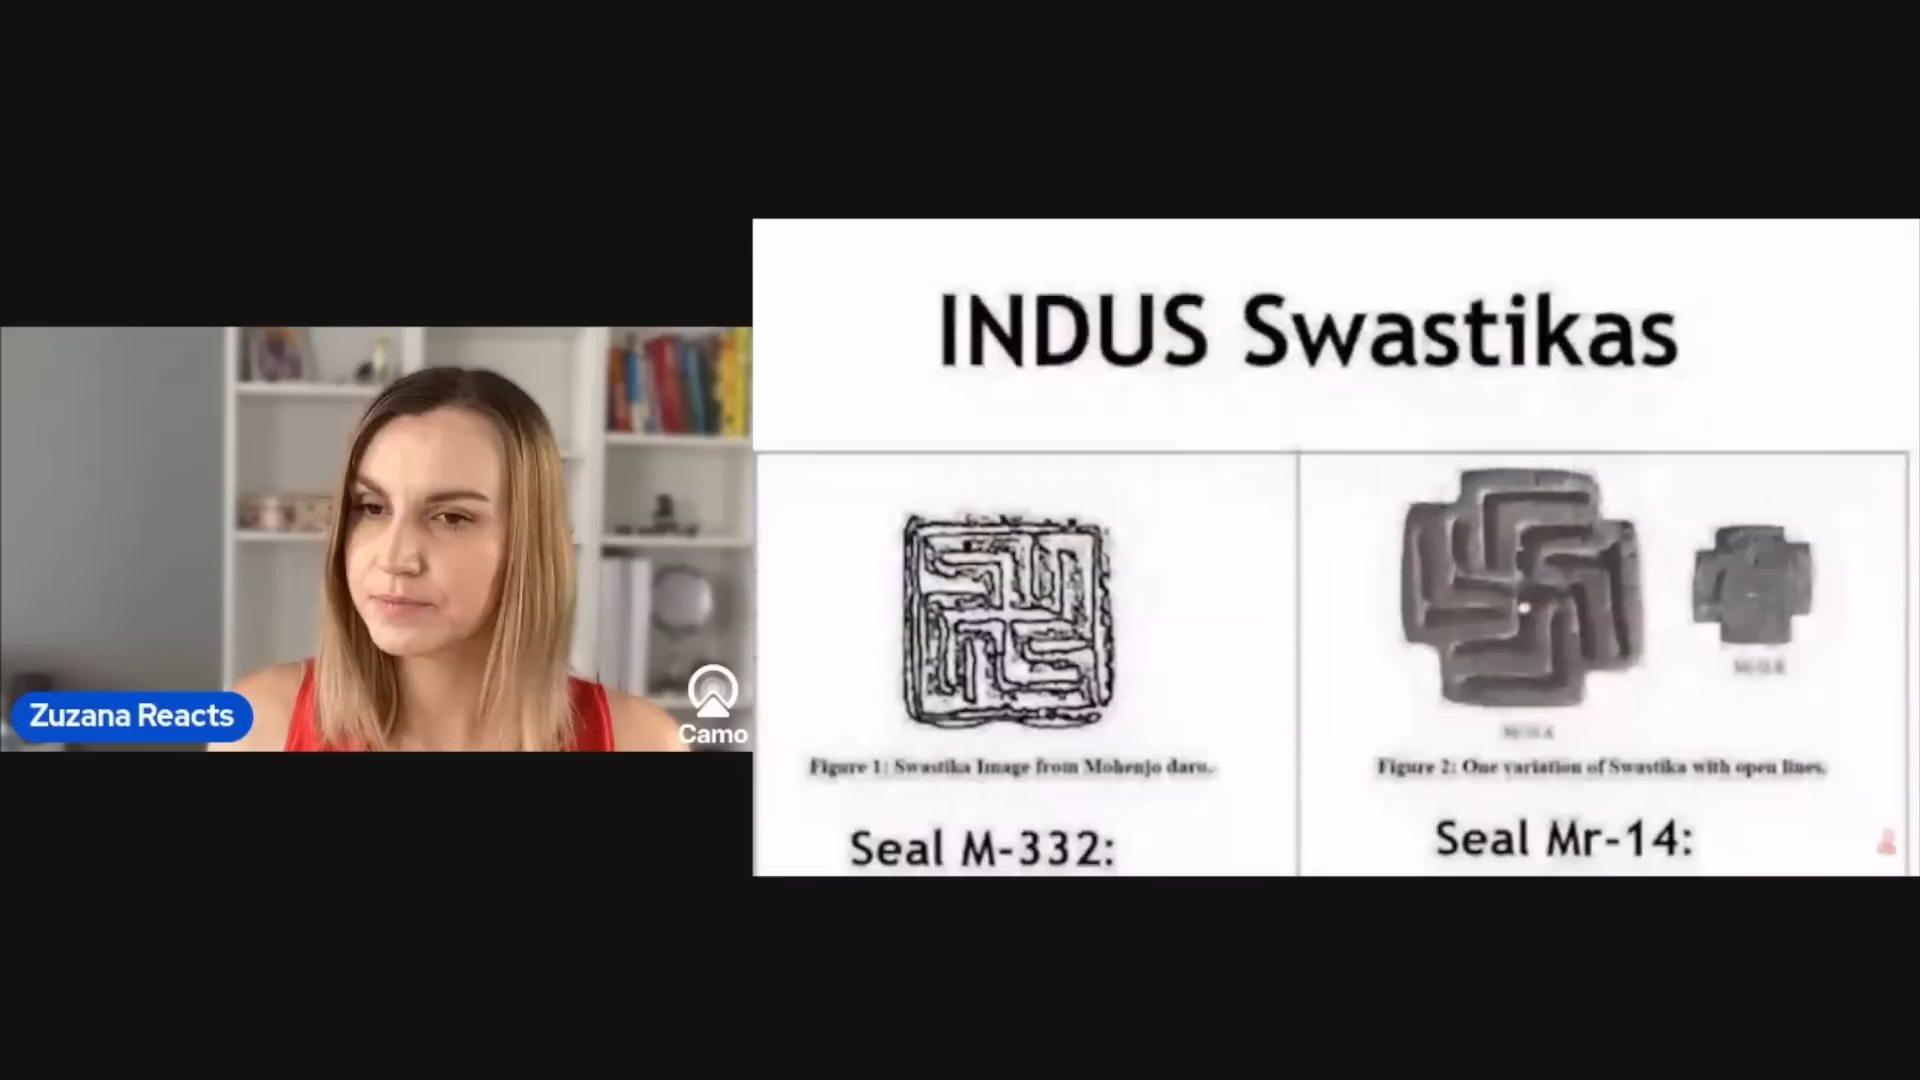 INDUS Swastikas
Figure 1: Swastika Image from Mohenjo daro.
Figure 2: One variation of Swastika with open lines.
Seal M-332:
Seal Mr-14:
Zuzana Reacts
Camo